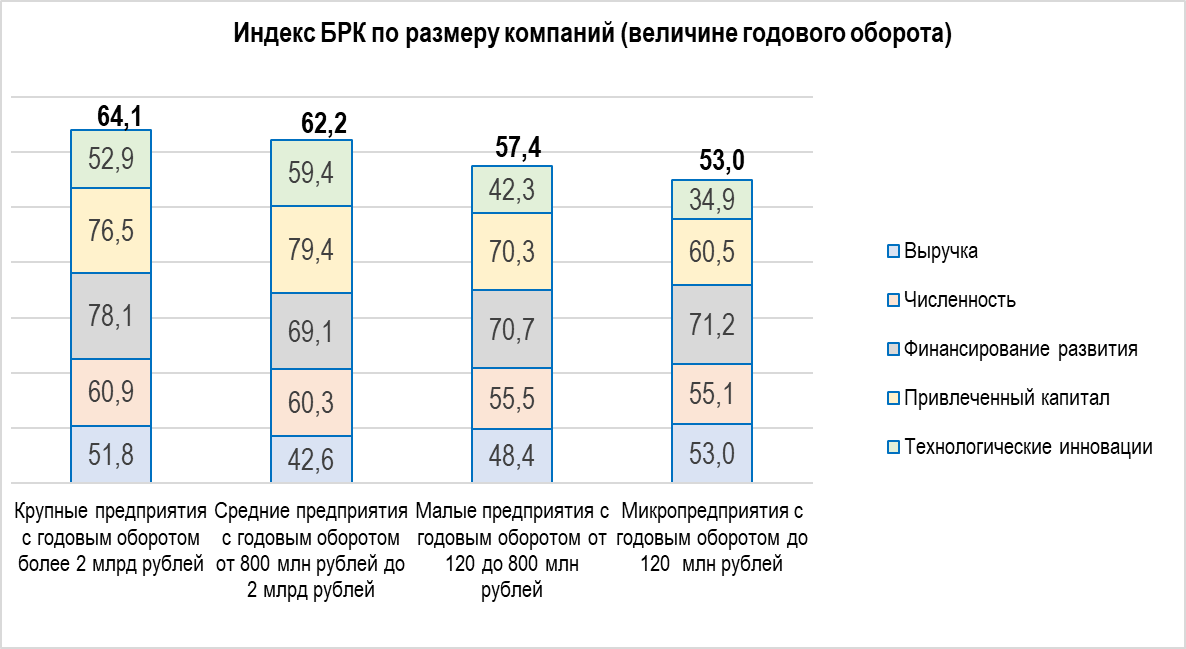 Индекс БРК по размеру компаний (величине годового оборота)
64,1
62,2
57,4
53,0
52,9
59,4
42,3
34,9
76,5
79,4
70,3
60,5
78,1
69,1
70,7
71,2
60,9
60,3
55,5
55,1
51,8
42,6
48,4
53,0
Крупные предприятия
с годовым оборотом
более 2 млрд рублей
Средние предприятия
с годовым оборотом
от 800 млн рублей до
2 млрд рублей
Малые предприятия с
годовым оборотом от
120 до 800 млн
рублей
Микропредприятия с
годовым оборотом до
120 млн рублей
Выручка
Численность
Финансирование развития
Привлеченный капитал
Технологические инновации